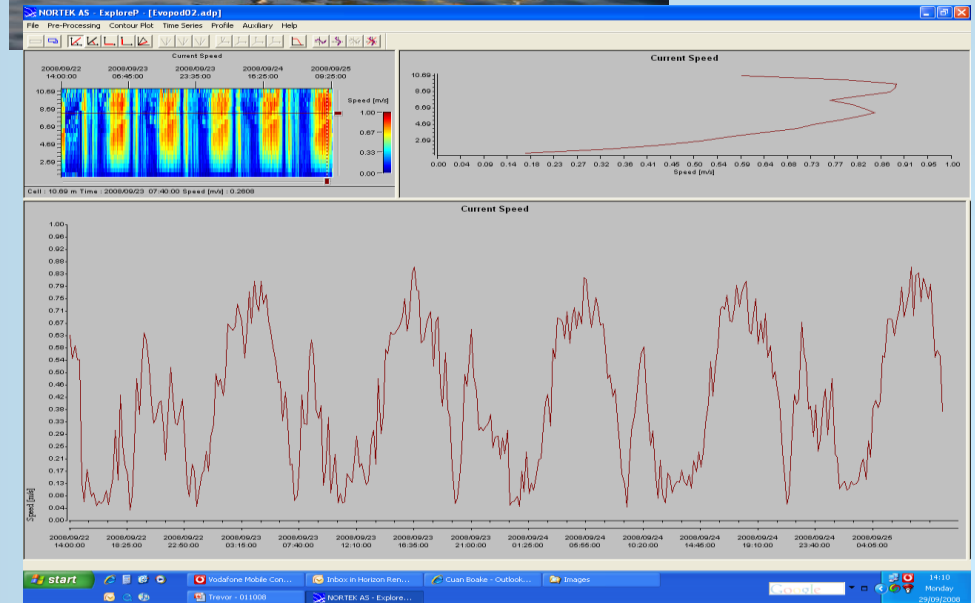 NORTEK AS - ExploreP - [Evopod02.adp]
File Pre-Processing Contour Plot Time Series Profile Auxiliary Help
Current Speed
2008/09/22 2008/09/23 2008/09/23 2008/09/24 2008/09/25
14:00:00 06:45:00 23:35:00 16:25:00 09:25:00
10.69
8.69
6.69
4.69
2.69
Speed [m/s]
1.00
0.67
0.33
0.00
Cell : 10.69 m Time : 2008/09/23 07:40:00 Speed [m/s] : 0.2608
Current Speed
10.69
8.69
6.69
4.69
2.69
0.00 0.04 0.09 0.14 0.18 0.23 0.28 0.32 0.36 0.40 0.45 0.50 0.54 0.59 0.64 0.68 0.73 0.77 0.82 0.86 0.91 0.95 1.00
Speed [m/s]
Current Speed
1.00
0.96
0.92
0.88
0.83
0.79
0.75
0.71
0.67
0.62
0.58
0.54
0.50
0.46
0.42
0.38
0.33
0.29
0.25
0.21
0.17
0.13
0.08
0.04
0.00
Speed [m/s]
2008/09/22 2008/09/22 2008/09/22 2008/09/23 2008/09/23 2008/09/23 2008/09/23 2008/09/23 2008/09/24 2008/09/24 2008/09/24 2008/09/24 2008/09/24 2008/09/24 2008/09/25
14:00:00 18:25:00 22:50:00 03:15:00 07:40:00 12:10:00 16:35:00 21:00:00 01:25:00 05:55:00 10:20:00 14:45:00 19:10:00 23:40:00 04:05:00
start
Vodafone Mobile Con...
Inbox in Horizon Ren...
Cuan Boake - Outlook...
Images
Trevor - 011008
NORTEK AS - Explore...
Google
14:10
Monday
29/09/2008